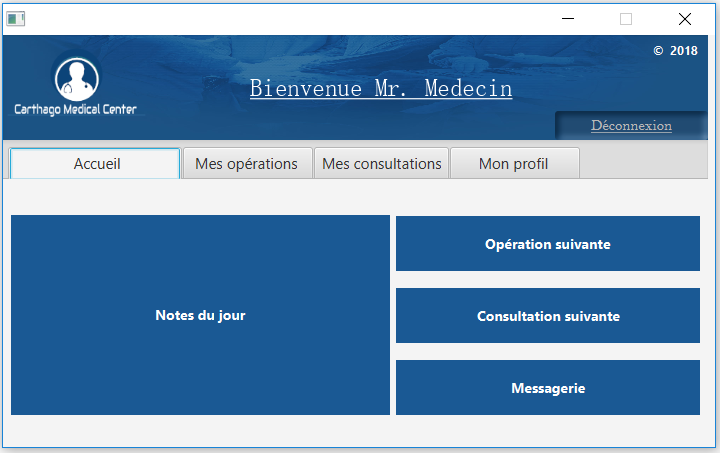 © 2018
Bienvenue Mr. Medecin
Carthago Medical Center
Déconnexion
Accueil
Mes opérations
Mes consultations
Mon profil
Notes du jour
Opération suivante
Consultation suivante
Messagerie